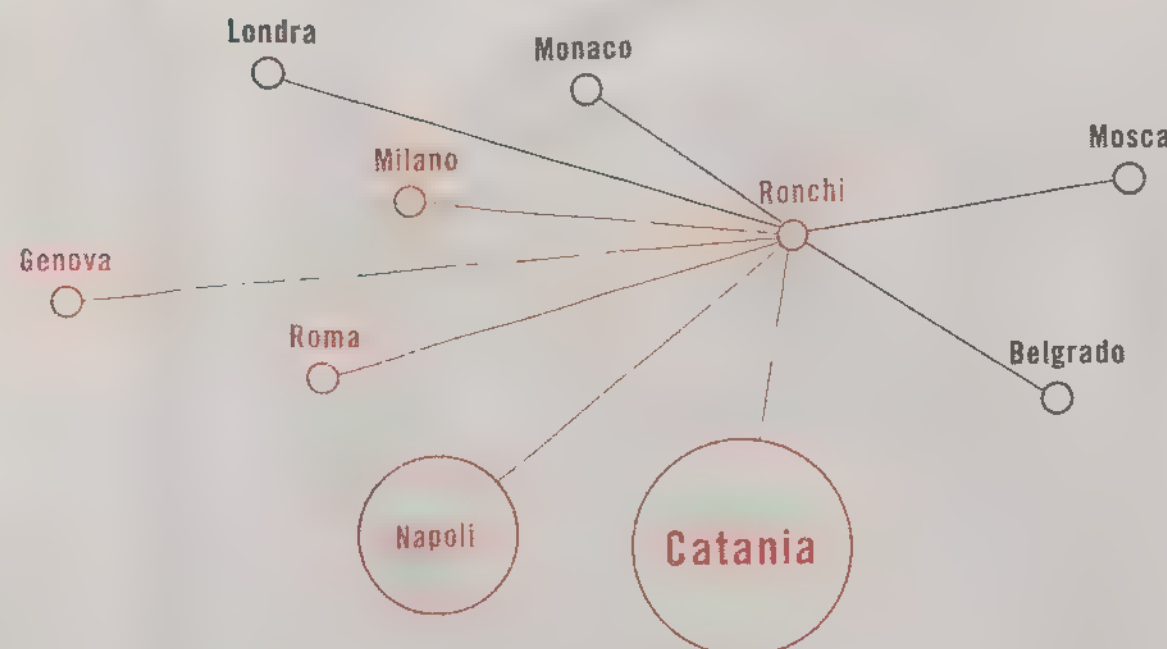 Londra
Monaco
Mosca
Milano
Ronchi
Genova
Roma
Belgrado
Napoli
Catania